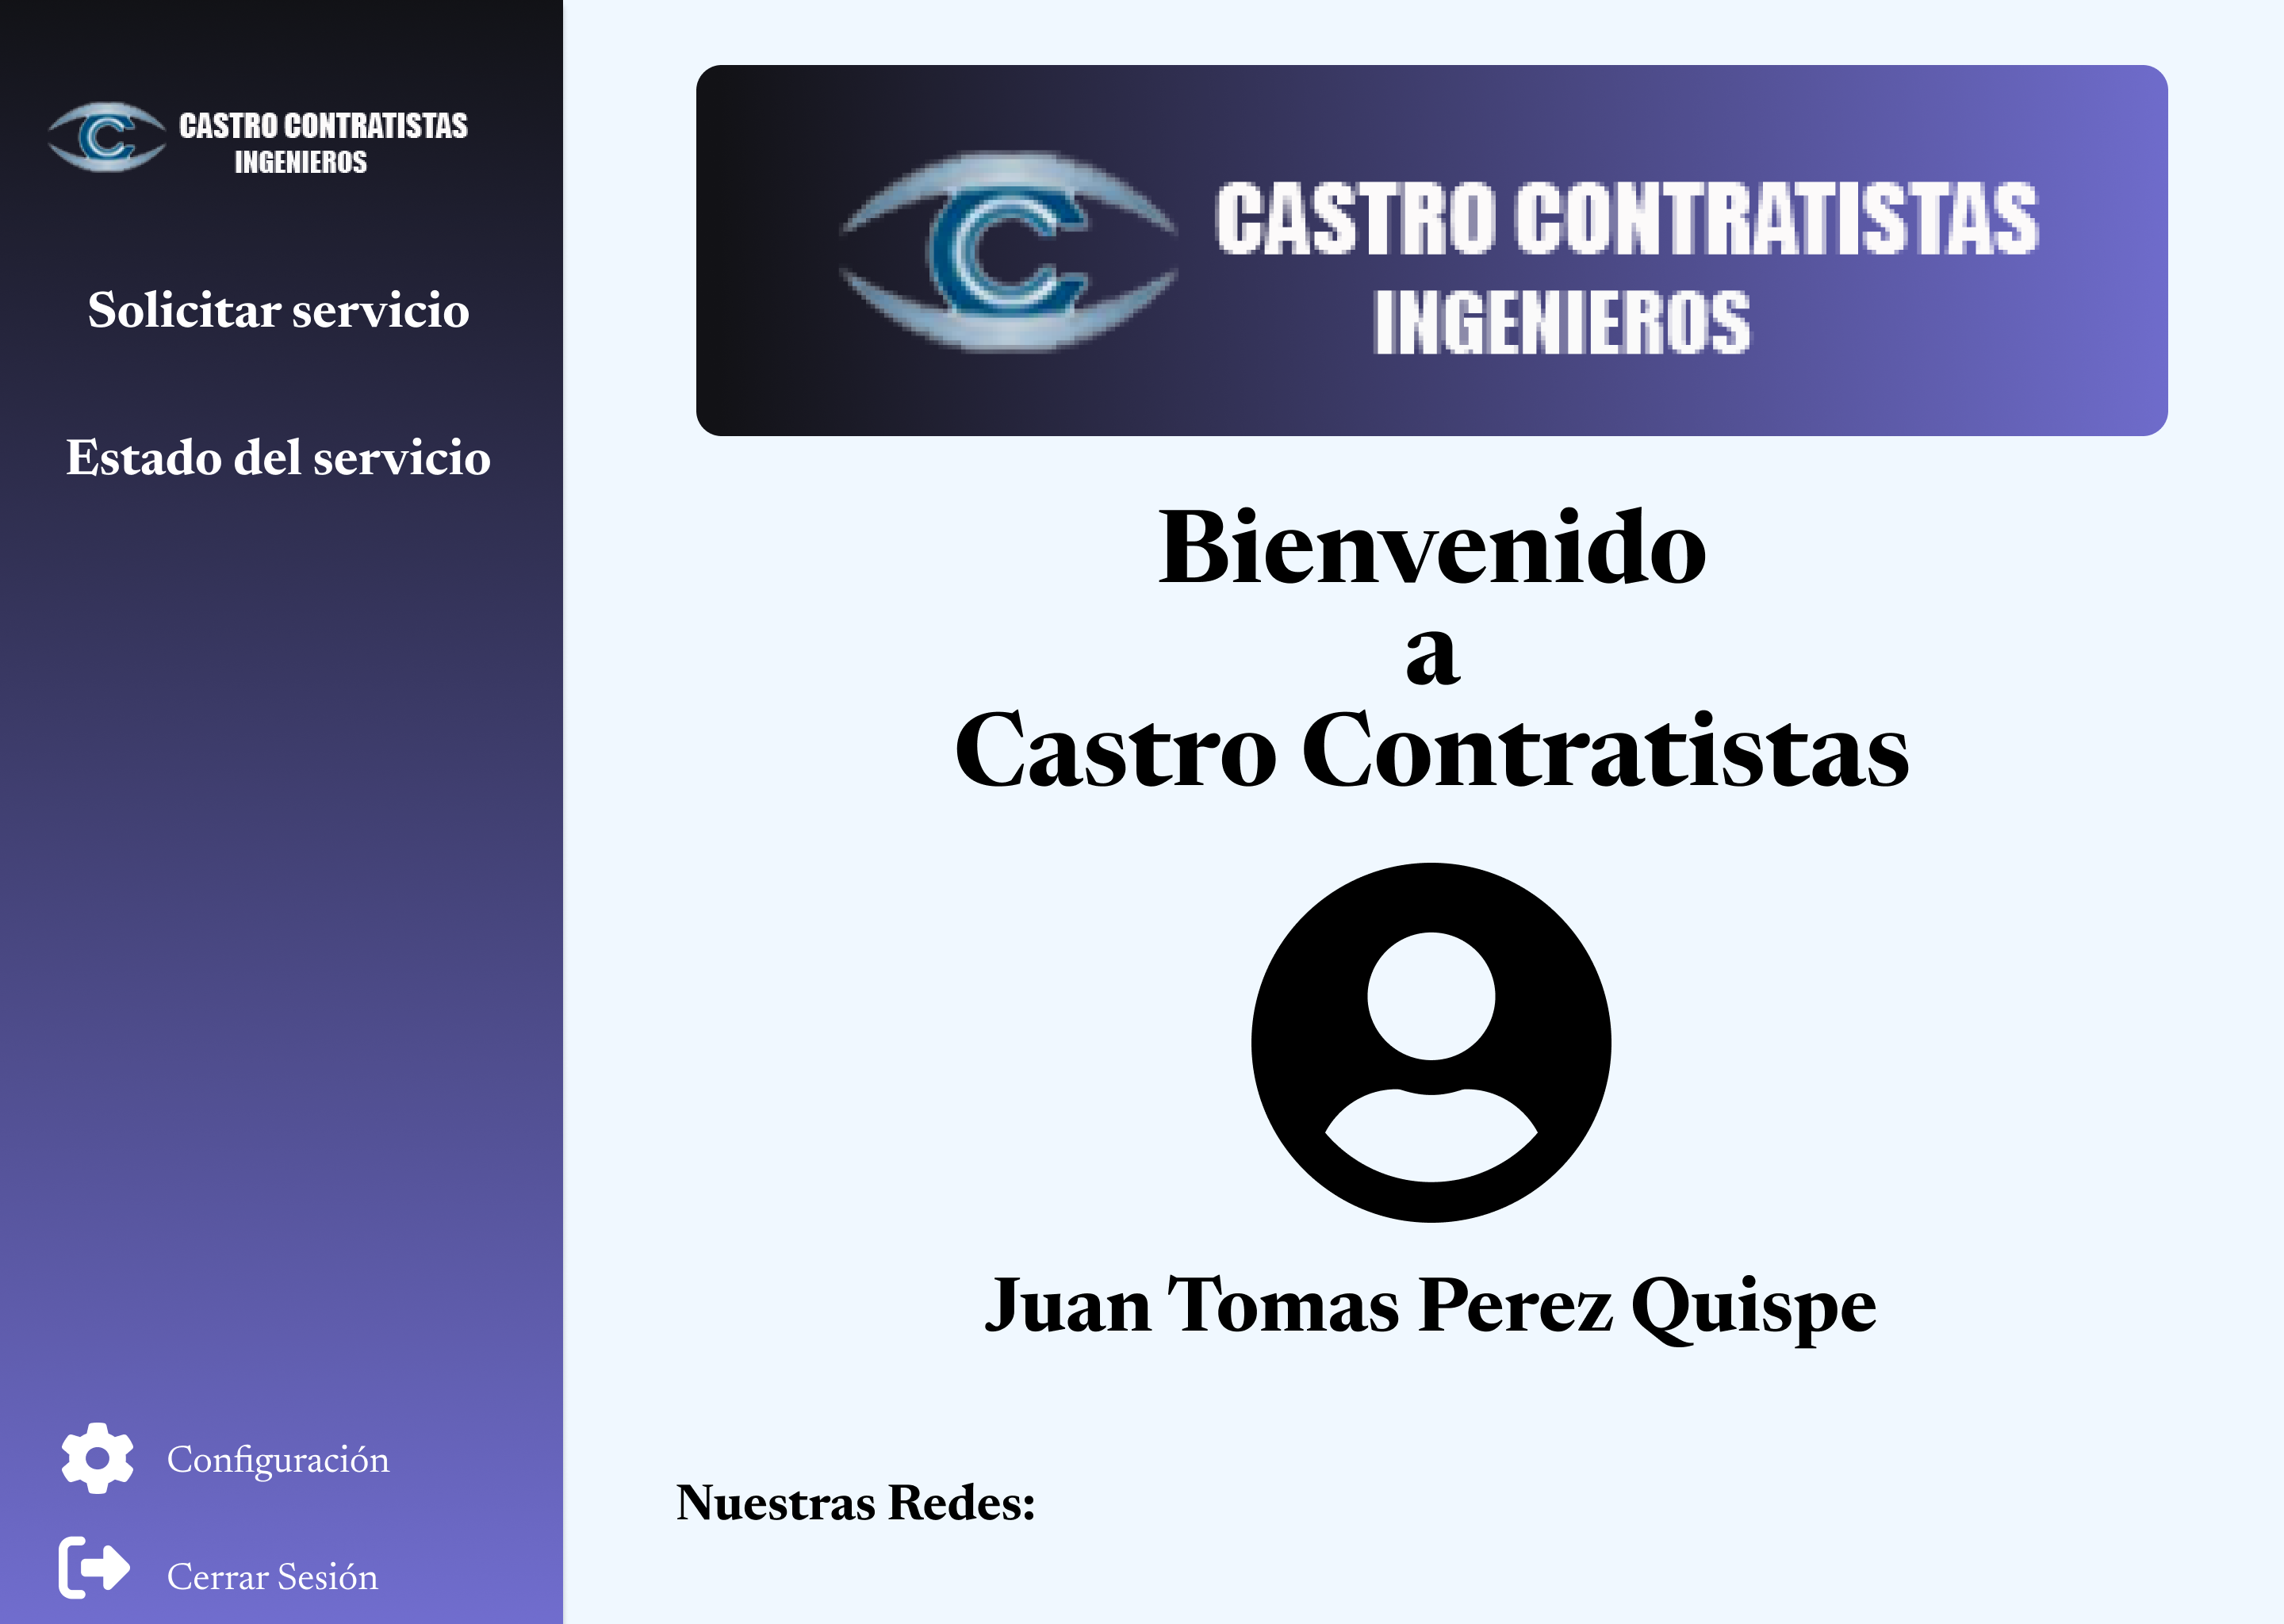 CASTRO CONTRATISTAS
INGENIEROS
Solicitar servicio
Estado del servicio
Configuración
Cerrar Sesión
CASTRO CONTRATISTAS
INGENIEROS
Bienvenido
a
Castro Contratistas
Juan Tomas Perez Quispe
Nuestras Redes: